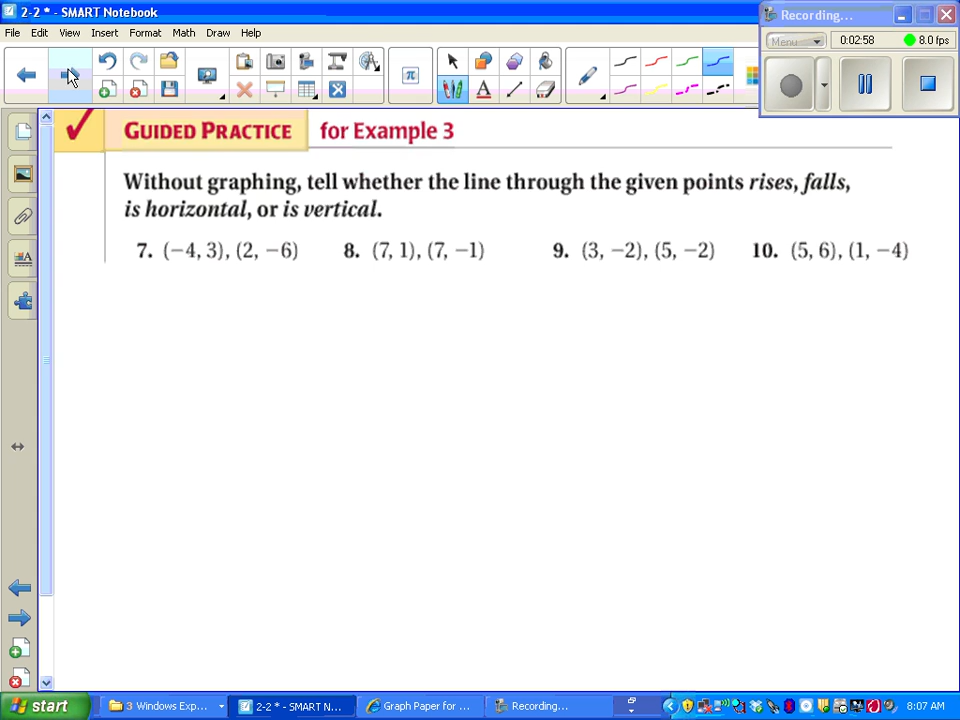 2-2 * - SMART Notebook
Recording...
File Edit View Insert Format Math Draw Help
Menu
0:02:58
8.0 fps
π
A
GUIDED PRACTICE for Example 3
Without graphing, tell whether the line through the given points rises, falls,
is horizontal, or is vertical.
7. (−4, 3), (2, −6) 8. (7, 1), (7, −1) 9. (3, −2), (5, −2) 10. (5, 6), (1, −4)
start
3 Windows Exp...
2-2 * - SMART N...
Graph Paper for ...
Recording...
8:07 AM